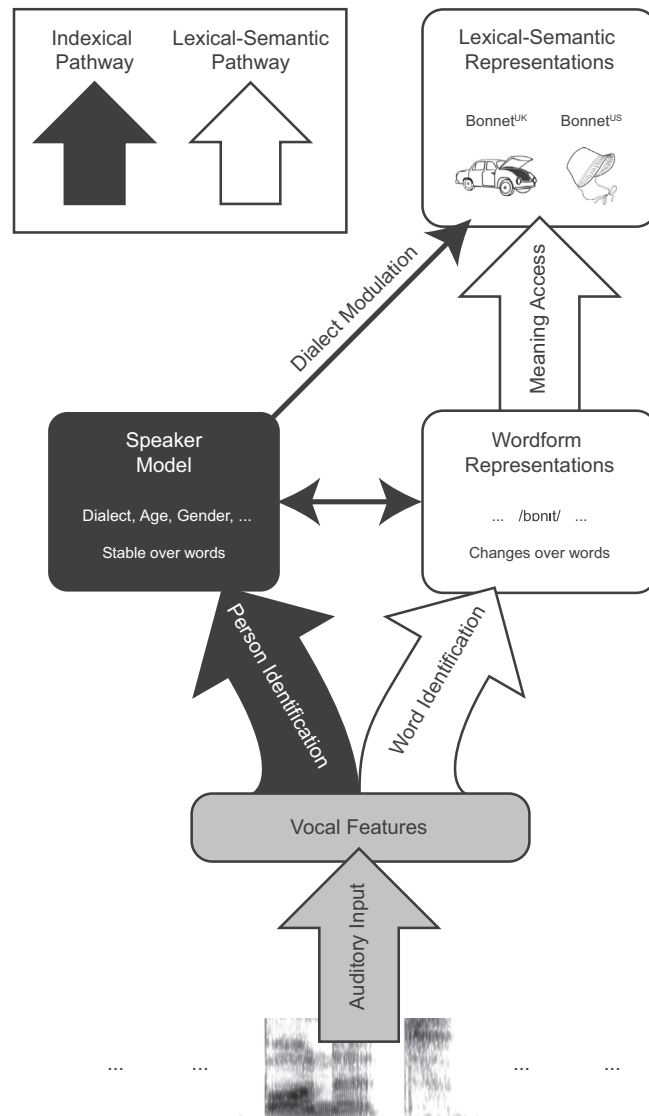 Indexical
Pathway
Lexical-Semantic
Pathway
Lexical-Semantic
Representations
Bonnet^UK
Bonnet^US
Dialect Modulation
Meaning Access
Speaker
Model
Dialect, Age, Gender, ...
Stable over words
Wordform
Representations
... /bɒnɪt/ ...
Changes over words
Person Identification
Word Identification
Vocal Features
Auditory Input
... ... ... ...